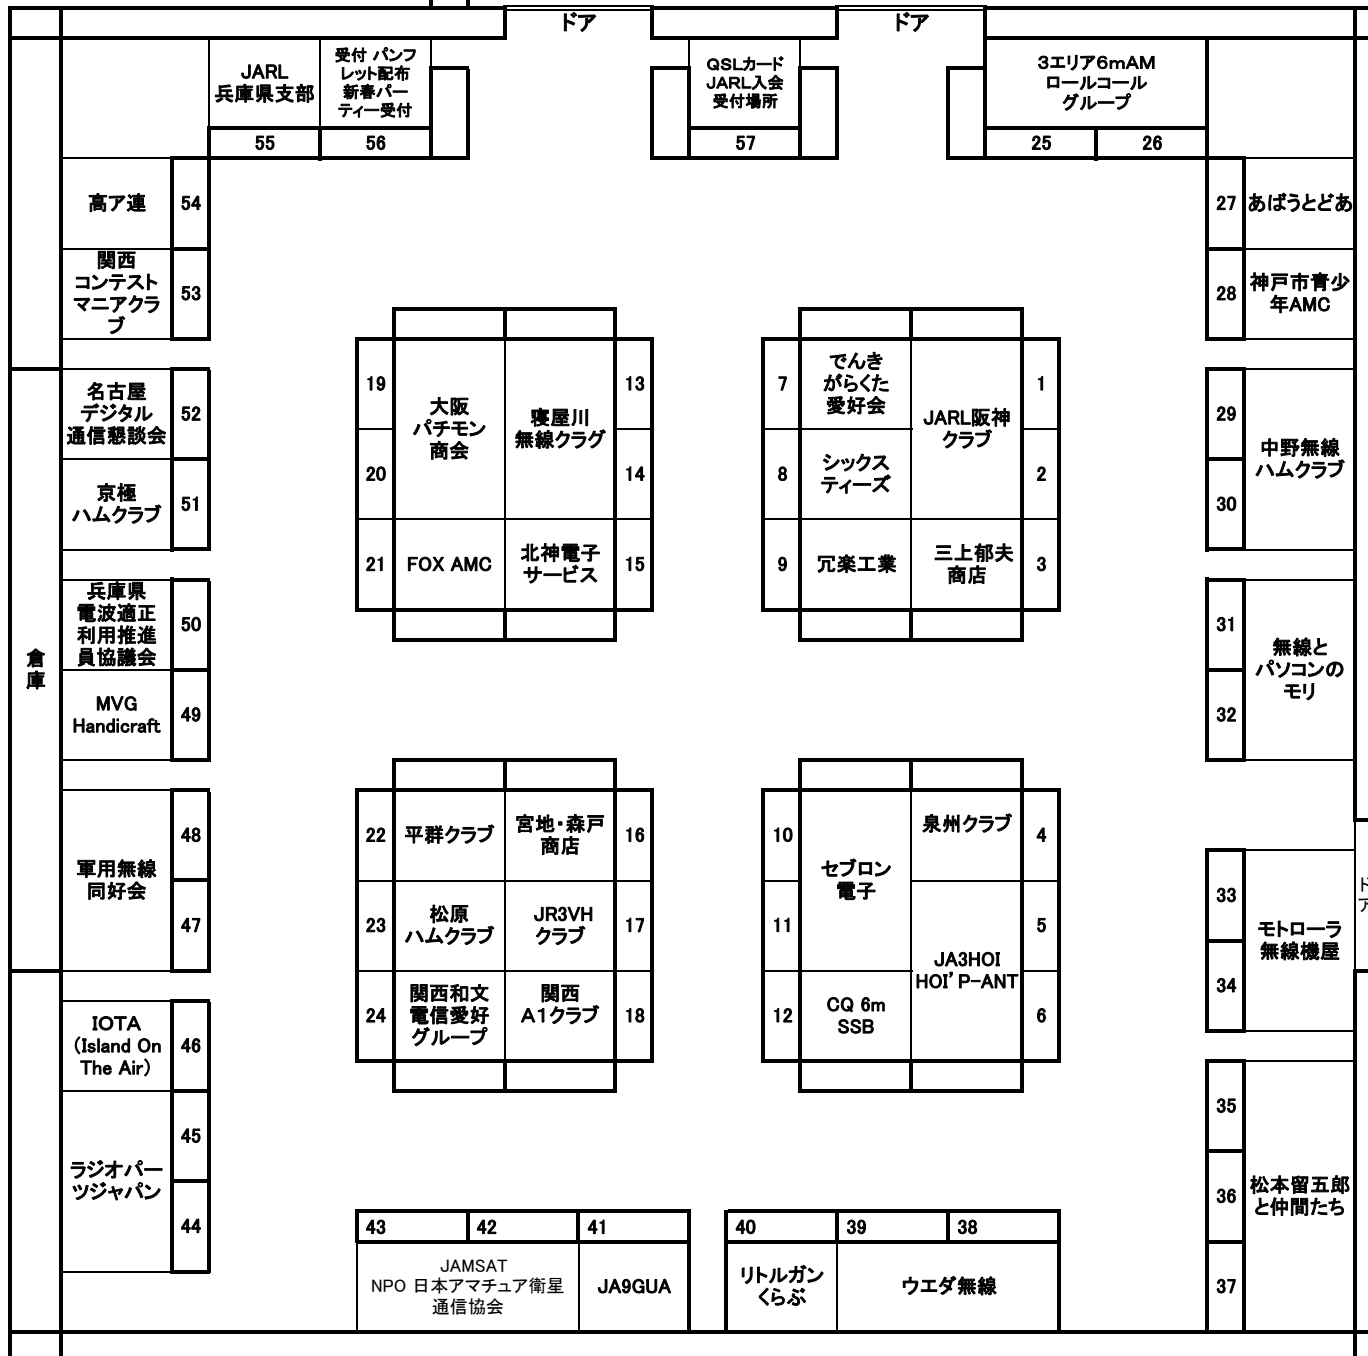 ドア
ドア
JARL
兵庫県支部
受付 パンフ
レット配布
新春パー
ティー受付
QSLカード
JARL入会
受付場所
3エリア6mAM
ロールコール
グループ
55
56
57
25
26
高ア連
54
関西
コンテスト
マニアクラ
ブ
53
27
あばうとどあ
28
神戸市青少
年AMC
名古屋
デジタル
通信懇談会
52
京極
ハムクラブ
51
19
20
大阪
パチモン
商会
寝屋川
無線クラグ
13
14
21
FOX AMC
北神電子
サービス
15
7
でんき
がらくた
愛好会
JARL阪神
クラブ
1
8
シックス
ティーズ
2
9
冗楽工業
三上郁夫
商店
3
29
30
中野無線
ハムクラブ
倉
庫
兵庫県
電波適正
利用推進
員協議会
50
MVG
Handicraft
49
31
32
無線と
パソコンの
モリ
軍用無線
同好会
48
47
22
平群クラブ
宮地・森戸
商店
16
23
松原
ハムクラブ
JR3VH
クラブ
17
24
関西和文
電信愛好
グループ
関西
A1クラブ
18
10
11
セブロン
電子
泉州クラブ
4
5
JA3HOI
HOI' P-ANT
6
12
CQ 6m
SSB
33
34
モトローラ
無線機屋
ド
ア
IOTA
(Island On
The Air)
46
45
44
ラジオパー
ツジャパン
35
36
37
松本留五郎
と仲間たち
43
42
41
JAMSAT
NPO 日本アマチュア衛星
通信協会
JA9GUA
40
39
38
リトルガン
くらぶ
ウエダ無線